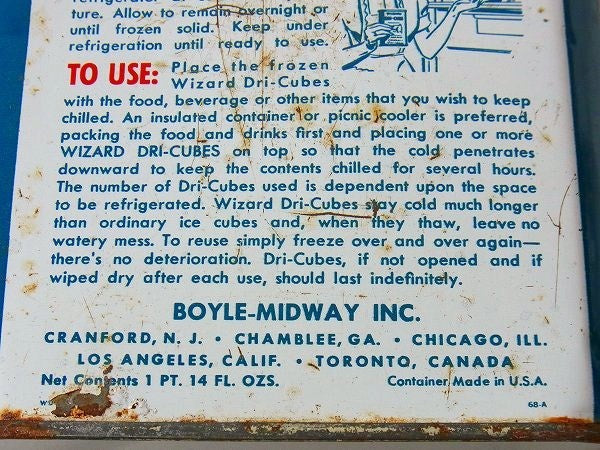 Refrigerator
ture. Allow to remain overnight or
until frozen solid. Keep under
refrigeration until ready to use.
TO USE: Place the frozen
Wizard Dri-Cubes
with the food, beverage or other items that you wish to keep
chilled. An insulated container or picnic cooler is preferred,
packing the food and drinks first and placing one or more
WIZARD DRI-CUBES on top so that the cold penetrates
downward to keep the contents chilled for several hours.
The number of Dri-Cubes used is dependent upon the space
to be refrigerated. Wizard Dri-Cubes stay cold much longer
than ordinary ice cubes and, when they thaw, leave no
watery mess. To reuse simply freeze over and over again—
there's no deterioration. Dri-Cubes, if not opened and if
wiped dry after each use, should last indefinitely.
BOYLE-MIDWAY INC.
CRANFORD, N. J. • CHAMBLEE, GA. • CHICAGO, ILL.
LOS ANGELES, CALIF. • TORONTO, CANADA
Net Contents 1 PT. 14 FL. OZS. Container Made in U.S.A.
68-A